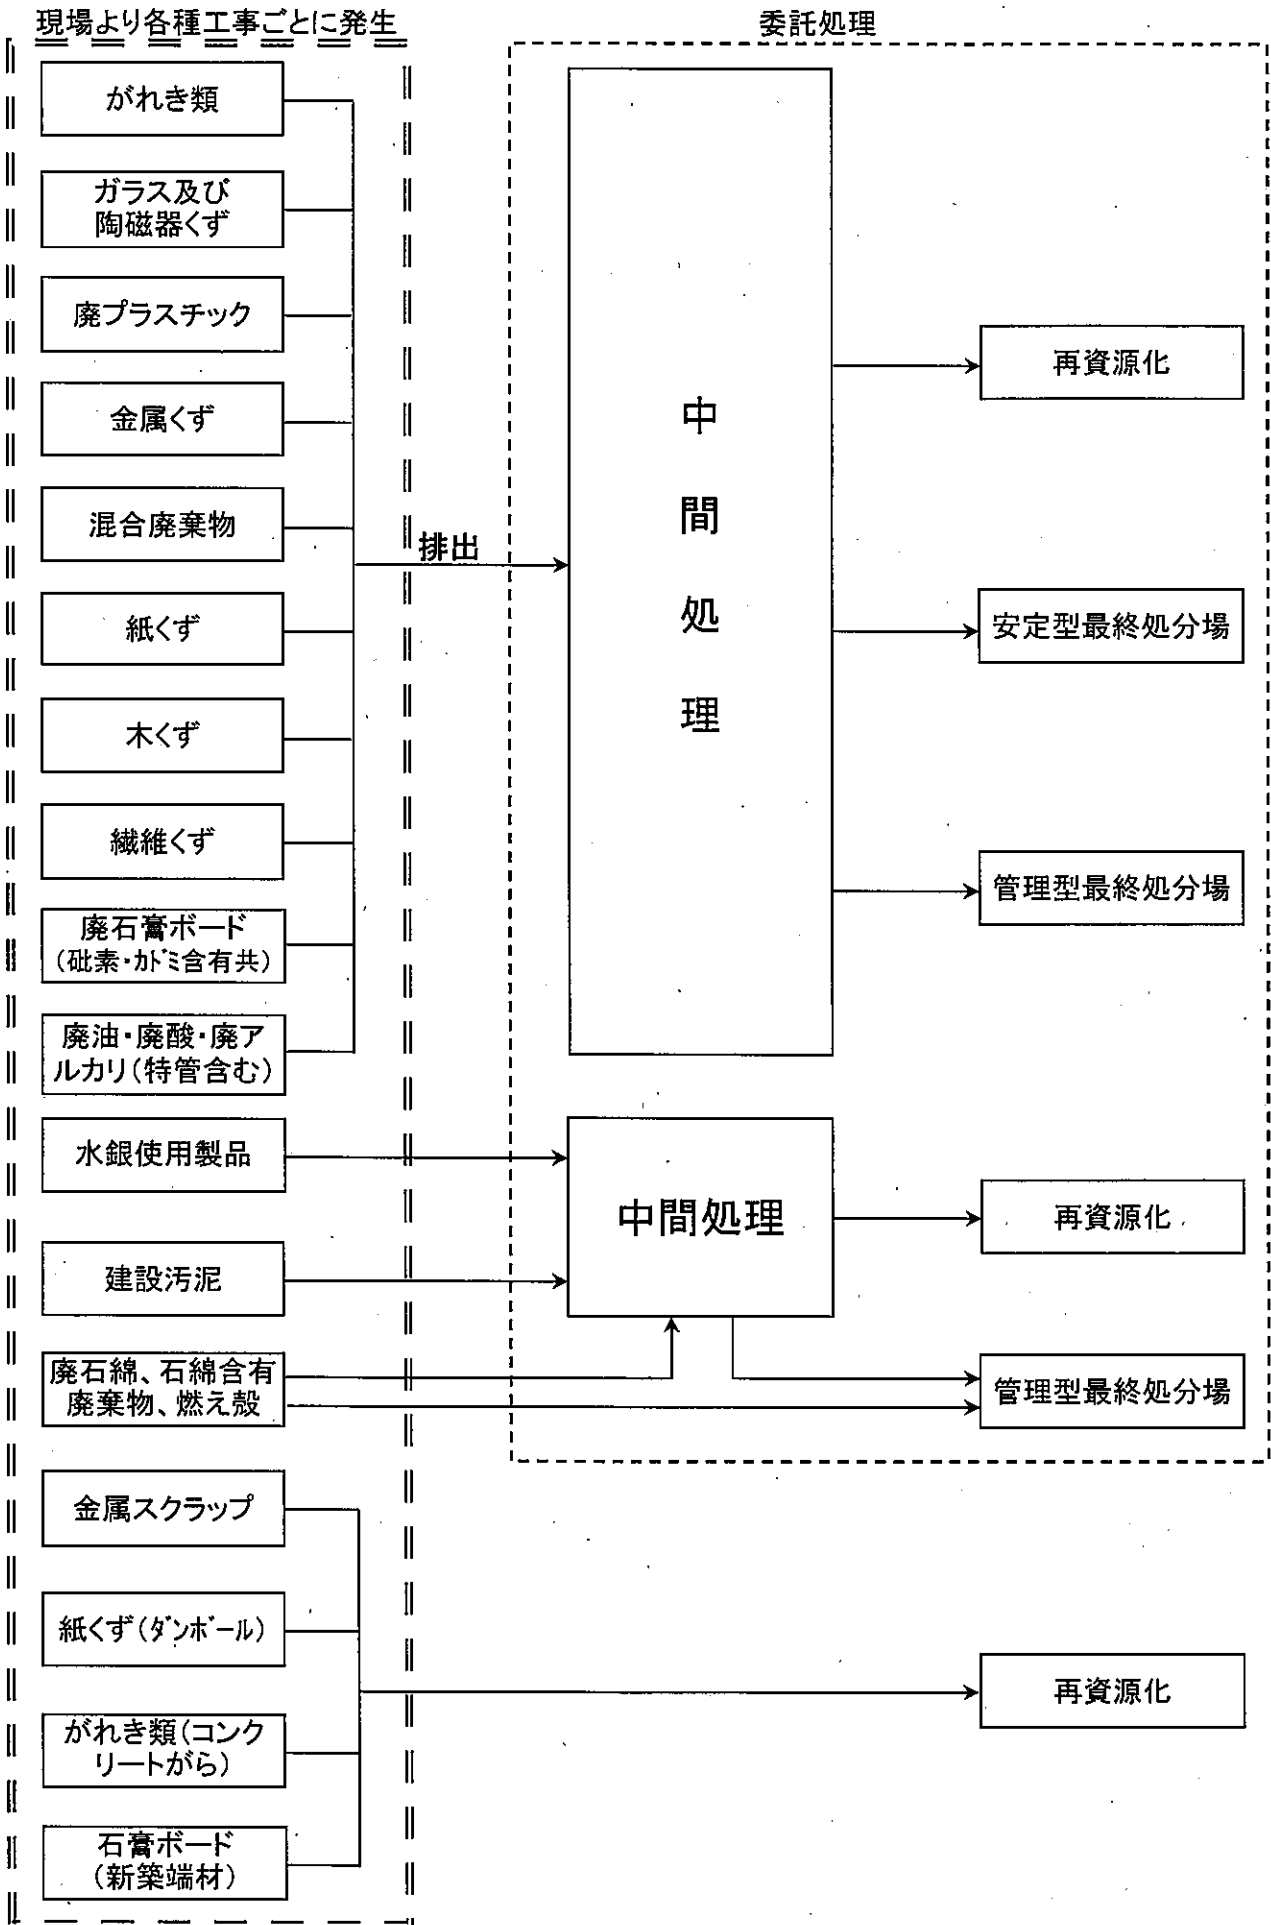 現場より各種工事ごとに発生
委託処理
がれき類
ガラス及び
陶磁器くず
廃プラスチック
金属くず
混合廃棄物
紙くず
木くず
繊維くず
廃石膏ボード
(砒素・カドミ含有共)
廃油・廃酸・廃ア
ルカリ(特管含む)
水銀使用製品
建設汚泥
廃石綿、石綿含有
廃棄物、燃え殻
金属スクラップ
紙くず(ダンボール)
がれき類(コンク
リートがら)
石膏ボード
(新築端材)
排出
中
間
処
理
再資源化
安定型最終処分場
管理型最終処分場
中間処理
再資源化
管理型最終処分場
再資源化